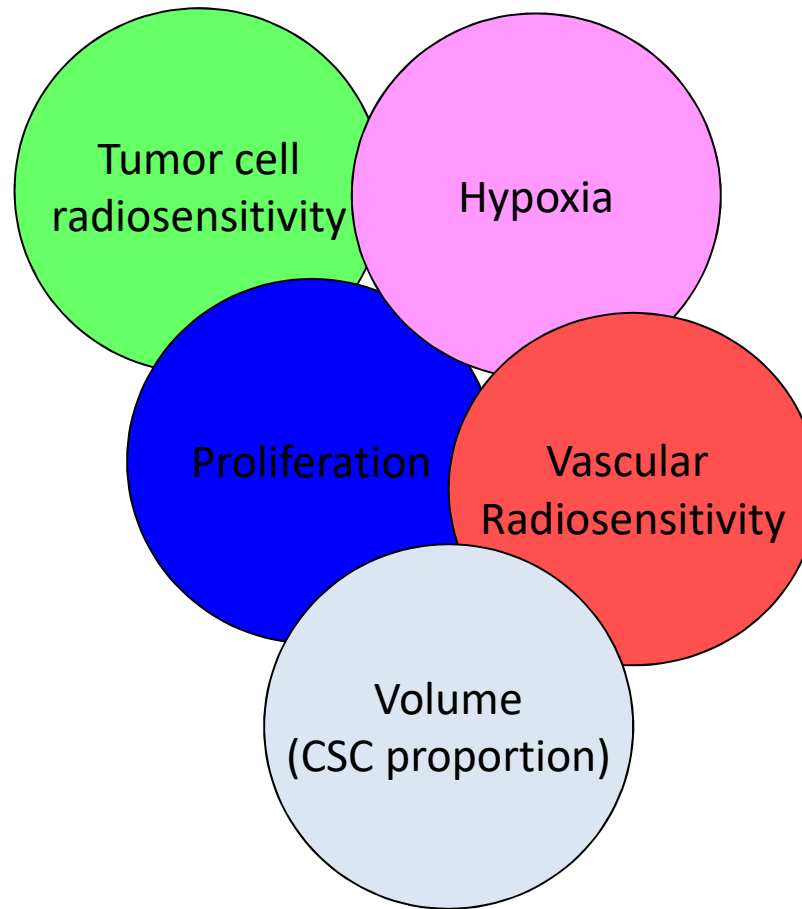 Tumor cell
radiosensitivity
Hypoxia
Proliferation
Vascular
Radiosensitivity
Volume
(CSC proportion)